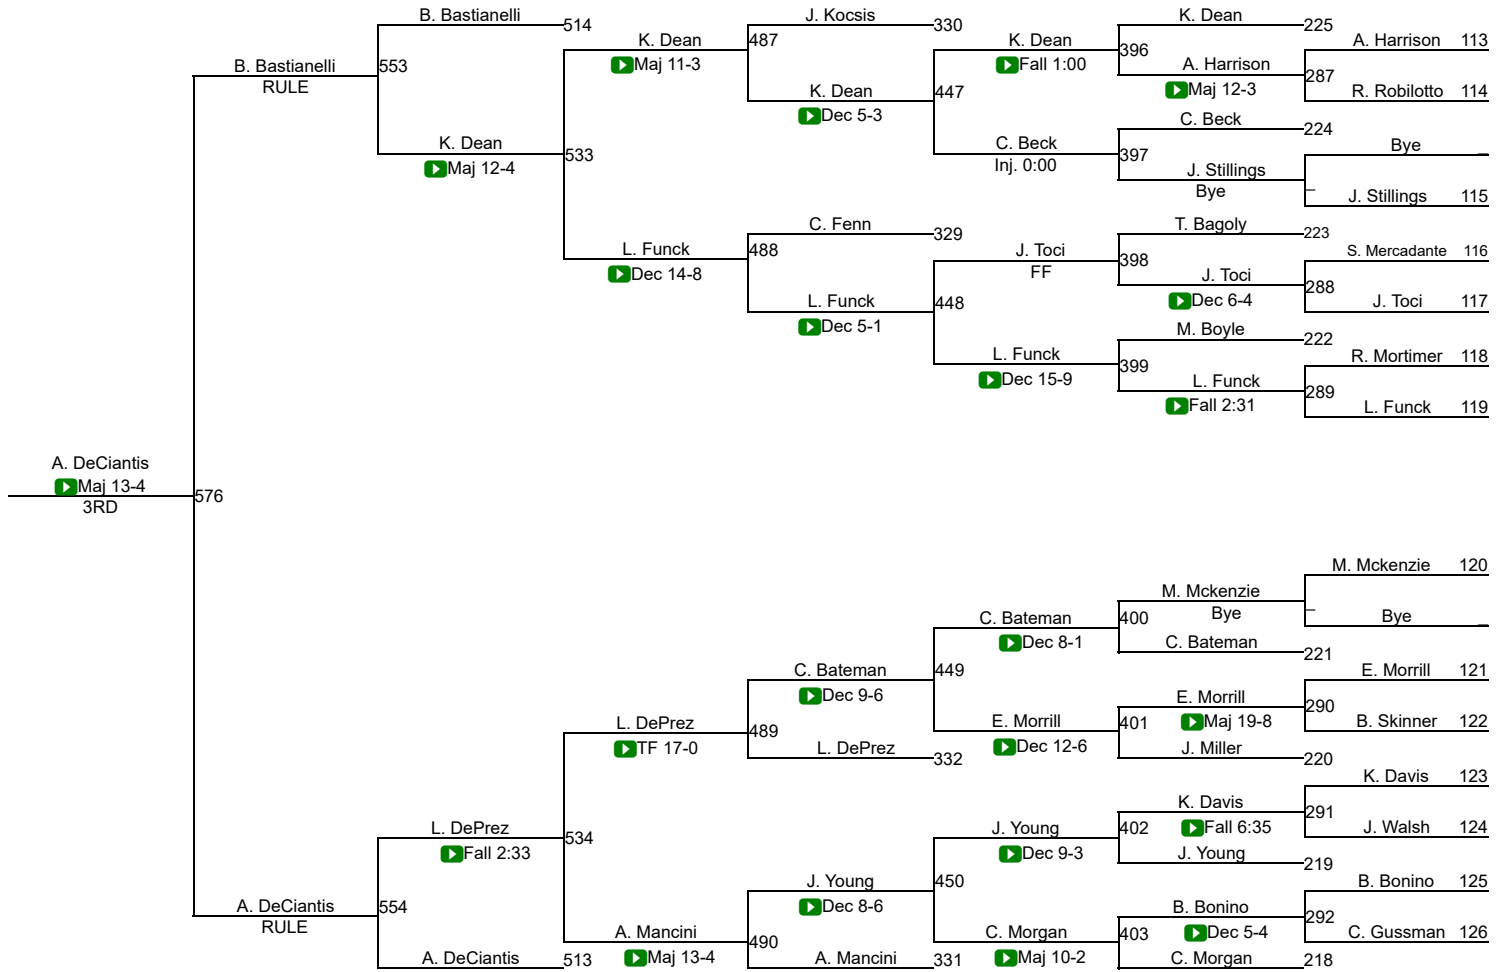 B. Bastianelli
514
J. Kocsis
330
K. Dean
225
K. Dean
Maj 11-3
487
K. Dean
Fall 1:00
396
A. Harrison 113
B. Bastianelli
RULE
553
A. Harrison
Maj 12-3
287
K. Dean
Dec 5-3
447
R. Robilotto 114
C. Beck
224
K. Dean
Maj 12-4
533
C. Beck
Inj. 0:00
397
Bye _
J. Stillings
Bye
_
J. Stillings 115
C. Fenn
329
T. Bagoly
223
L. Funck
Dec 14-8
488
J. Toci
FF
398
S. Mercadante 116
J. Toci
Dec 6-4
288
L. Funck
Dec 5-1
448
J. Toci 117
M. Boyle
222
L. Funck
Dec 15-9
399
R. Mortimer 118
L. Funck
Fall 2:31
289
L. Funck 119
A. DeCiantis
Maj 13-4
3RD
576
M. Mckenzie 120
M. Mckenzie
Bye
_
C. Bateman
Dec 8-1
400
Bye _
C. Bateman
221
C. Bateman
Dec 9-6
449
E. Morrill 121
E. Morrill
Maj 19-8
290
L. DePrez
TF 17-0
489
E. Morrill
Dec 12-6
401
B. Skinner 122
L. DePrez
332
J. Miller
220
K. Davis 123
K. Davis
Fall 6:35
291
L. DePrez
Fall 2:33
534
J. Young
Dec 9-3
402
J. Walsh 124
J. Young
219
J. Young
Dec 8-6
450
B. Bonino 125
A. DeCiantis
RULE
554
B. Bonino
Dec 5-4
292
A. Mancini
Maj 13-4
490
C. Morgan
Maj 10-2
403
C. Gussman 126
A. DeCiantis
513
A. Mancini
331
C. Morgan
218